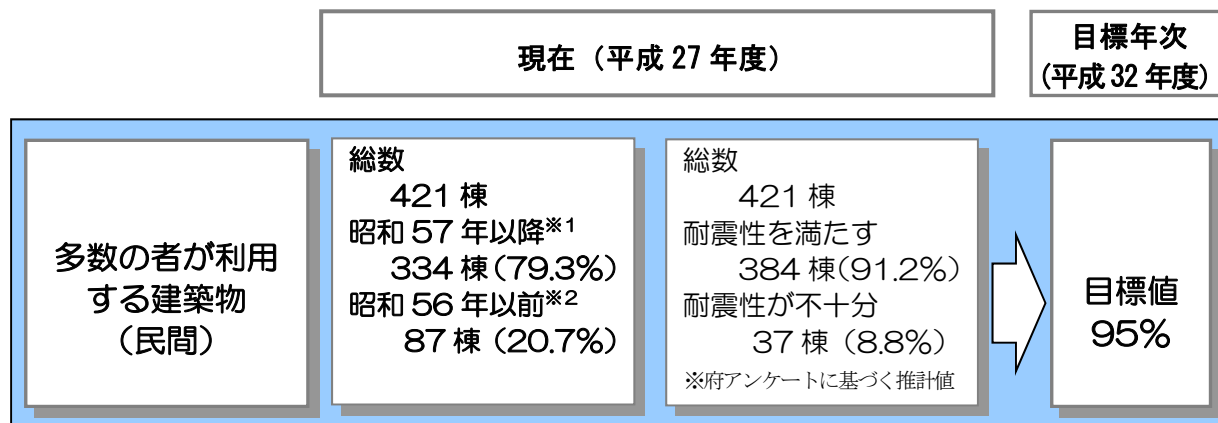 現在（平成 27 年度）
目標年次
(平成 32 年度)
多数の者が利用
する建築物
（民間）
総数
421 棟
昭和 57 年以降※1
334 棟(79.3%)
昭和 56 年以前※2
87 棟（20.7%）
総数
421 棟
耐震性を満たす
384 棟(91.2%)
耐震性が不十分
37 棟（8.8%）
※府アンケートに基づく推計値
目標値
95%